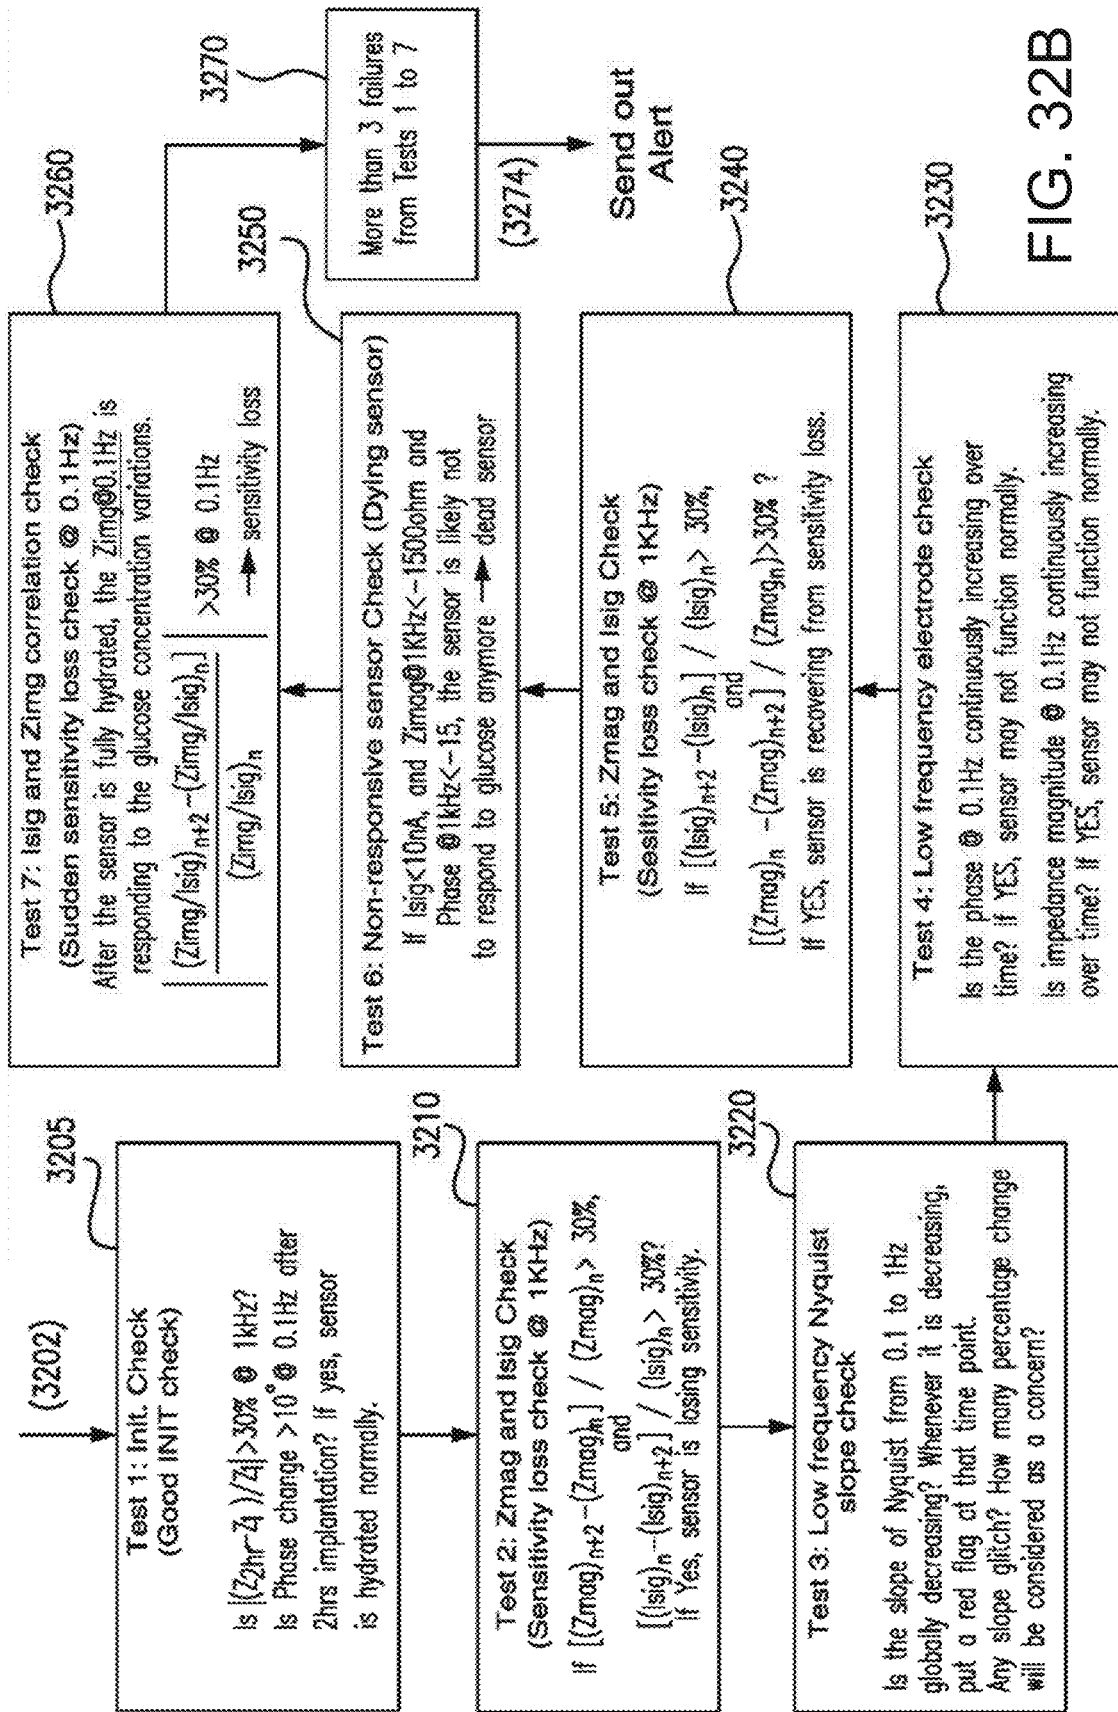 (3202)
3205
Test 1: Init. Check
(Good INIT check)
Is |(Z2hr-Zi )/Zi|>30% @ 1kHz?
Is Phase change >10° @ 0.1Hz after
2hrs implantation? If yes, sensor
is hydrated normally.
3210
Test 2: Zmag and Isig Check
(Sensitivity loss check @ 1KHz)
If [(Zmag)n+2-(Zmag)n] / (Zmag)n> 30%,
and
[(Isig)n-(Isig)n+2] / (Isig)n> 30%?
If Yes, sensor is losing sensitivity.
3220
Test 3: Low frequency Nyquist
slope check
Is the slope of Nyquist from 0.1 to 1Hz
globally decreasing? Whenever it is decreasing,
put a red flag at that time point.
Any slope glitch? How many percentage change
will be considered as a concern?
3230
Test 4: Low frequency electrode check
Is the phase @ 0.1Hz continuously increasing over
time? if YES, sensor may not function normally.
Is impedance magnitude @ 0.1Hz continuously increasing
over time? If YES, sensor may not function normally.
3240
Test 5: Zmag and Isig Check
(Sesitivity loss check @ 1KHz)
If [(Isig)n+2-(Isig)n] / (Isig)n> 30%,
and
[(Zmag)n -(Zmag)n+2] / (Zmagn)>30% ?
If YES, sensor is recovering from sensitivity loss.
3250
Test 6: Non-responsive sensor Check (Dying sensor)
If Isig<10nA, and Zimag@1KHz<-1500ohm and
Phase @1kHz<-15, the sensor is likely not
to respond to glucose anymore → dead sensor
3260
Test 7: Isig and Zimg correlation check
(Sudden sensitivity loss check @ 0.1Hz)
After the sensor is fully hydrated, the Zimg@0.1Hz is
responding to the glucose concentration variations.
|(Zimg/Isig)n+2-(Zimg/Isig)n]
(Zimg/Isig)n | >30% @ 0.1Hz
→ sensitivity loss
3270
More than 3 failures
from Tests 1 to 7
(3274)
Send out
Alert
FIG. 32B